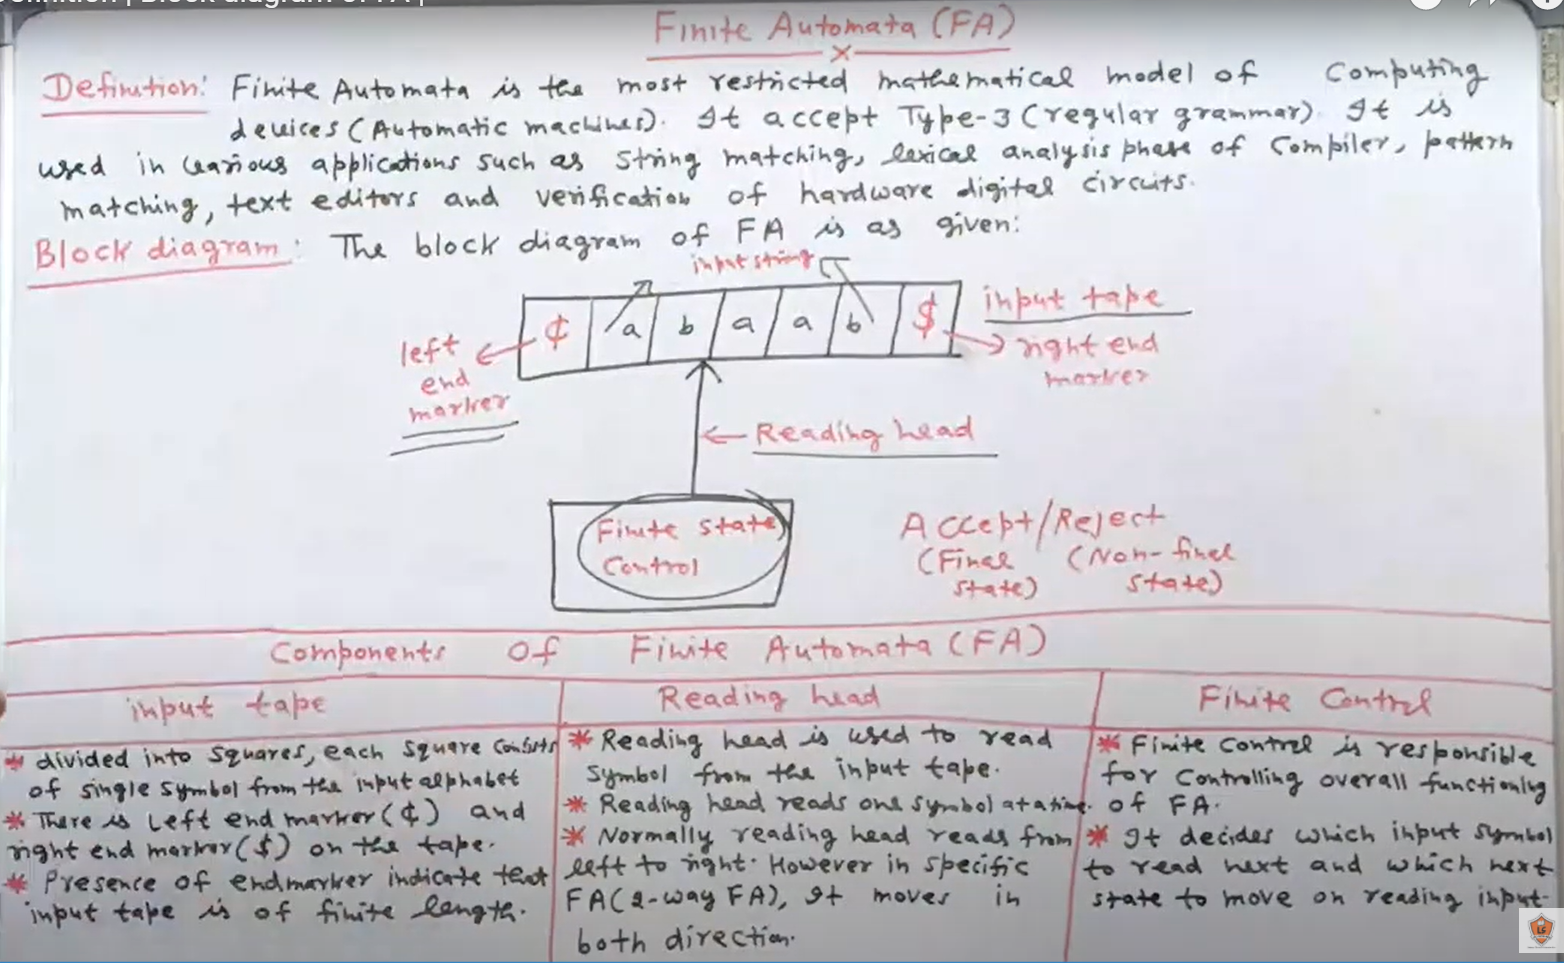 Definition | Block diagram of FA |
Finite Automata (FA)
Definition: Finite Automata is the most restricted mathematical model of Computing
devices (Automatic machines). It accept Type-3 (regular grammar). It is
used in various applications such as string matching, lexical analysis phase of Compiler, pattern
matching, text editors and verification of hardware digital circuits.
Block diagram: The block diagram of FA is as given:
input string
¢ a b a a b $
input tape
left
end
marker
right end
marker
Reading head
Finite State
Control
Accept/Reject
(Final (Non-final
state) state)
Components Of Finite Automata (FA)
input tape
* divided into squares, each square consists
of single symbol from the input alphabet
* There is Left end marker (¢) and
right end marker ($) on the tape.
* Presence of endmarker indicate that
input tape is of finite length.
Reading head
* Reading head is used to read
symbol from the input tape.
* Reading head reads one symbol at a time.
* Normally reading head reads from
left to right. However in specific
FA (2-way FA), It moves in
both direction.
Finite Control
* Finite Control is responsible
for Controlling overall functioning
of FA.
* It decides which input symbol
to read next and which next
state to move on reading input.
LS